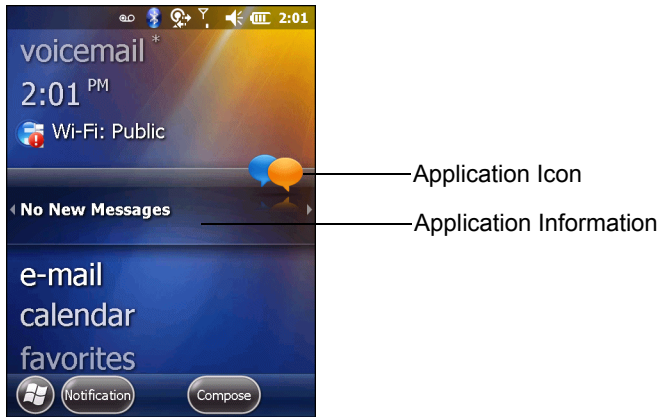 2:01
voicemail *
2:01 PM
Wi-Fi: Public
Application Icon
No New Messages
Application Information
e-mail
calendar
favorites
Notification
Compose